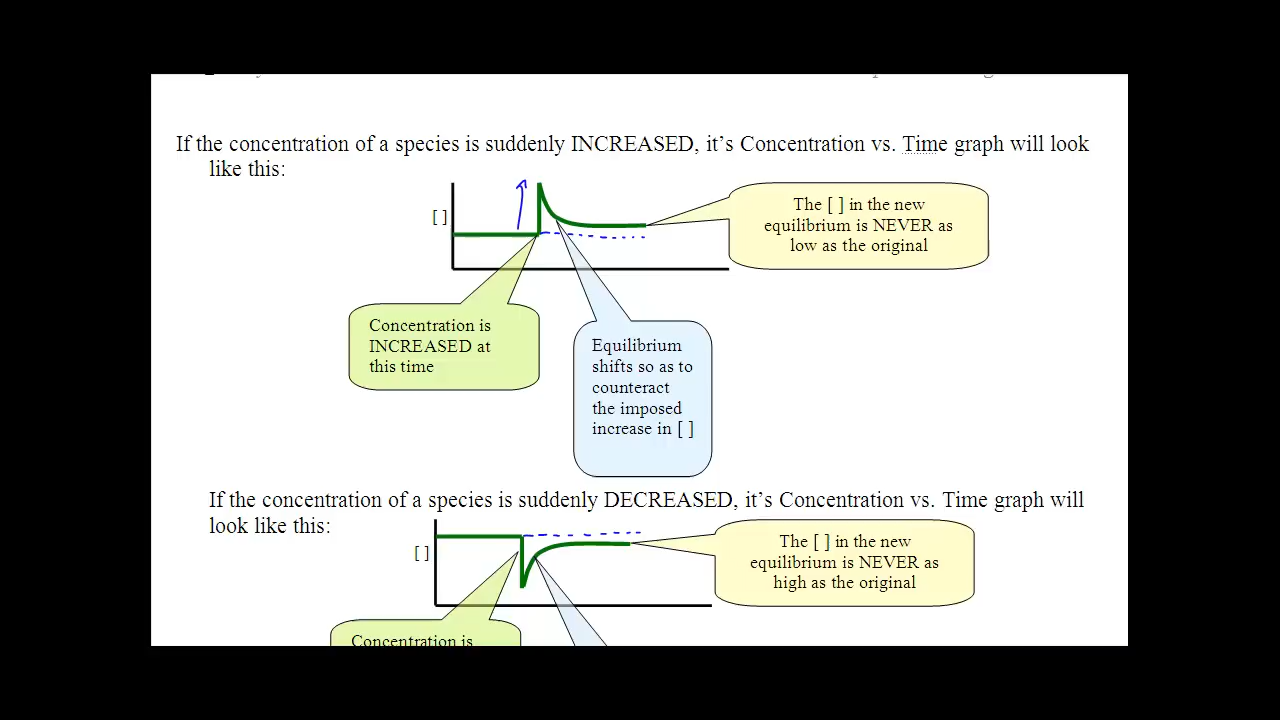 If the concentration of a species is suddenly INCREASED, it's Concentration vs. Time graph will look
like this:
[ ]
The [ ] in the new
equilibrium is NEVER as
low as the original
Concentration is
INCREASED at
this time
Equilibrium
shifts so as to
counteract
the imposed
increase in [ ]
If the concentration of a species is suddenly DECREASED, it's Concentration vs. Time graph will
look like this:
[ ]
The [ ] in the new
equilibrium is NEVER as
high as the original
Concentration is